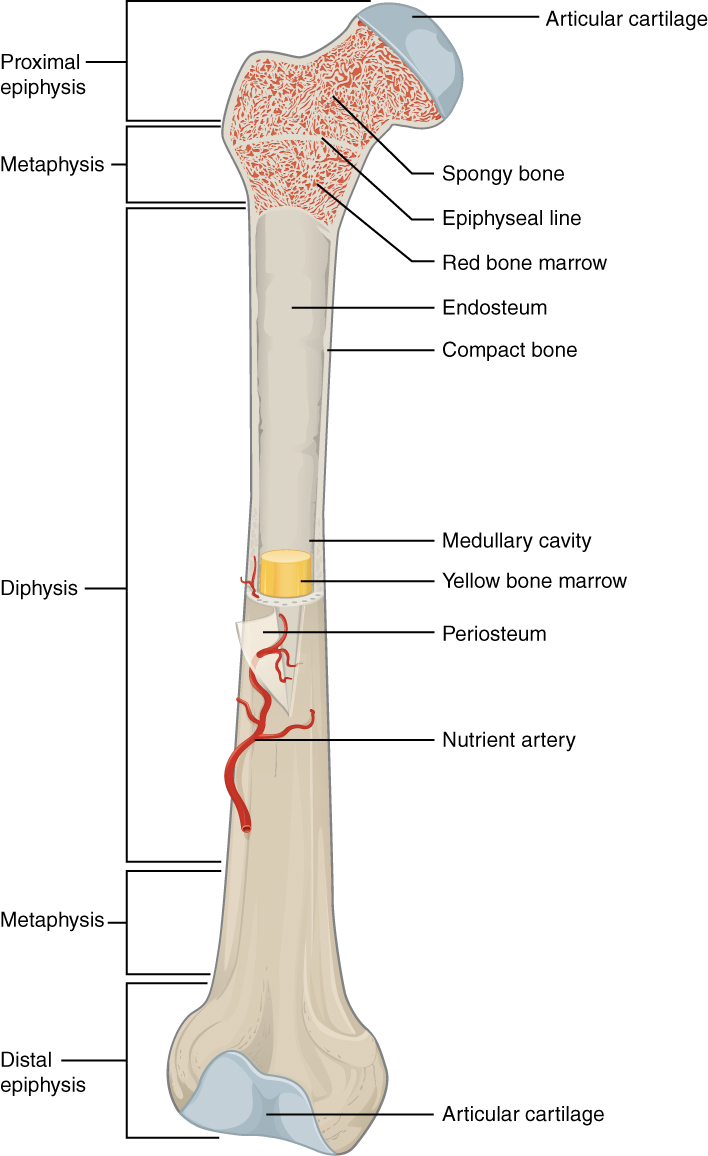 Articular cartilage
Proximal
epiphysis
Metaphysis
Spongy bone
Epiphyseal line
Red bone marrow
Endosteum
Compact bone
Medullary cavity
Diphysis
Yellow bone marrow
Periosteum
Nutrient artery
Metaphysis
Distal
epiphysis
Articular cartilage